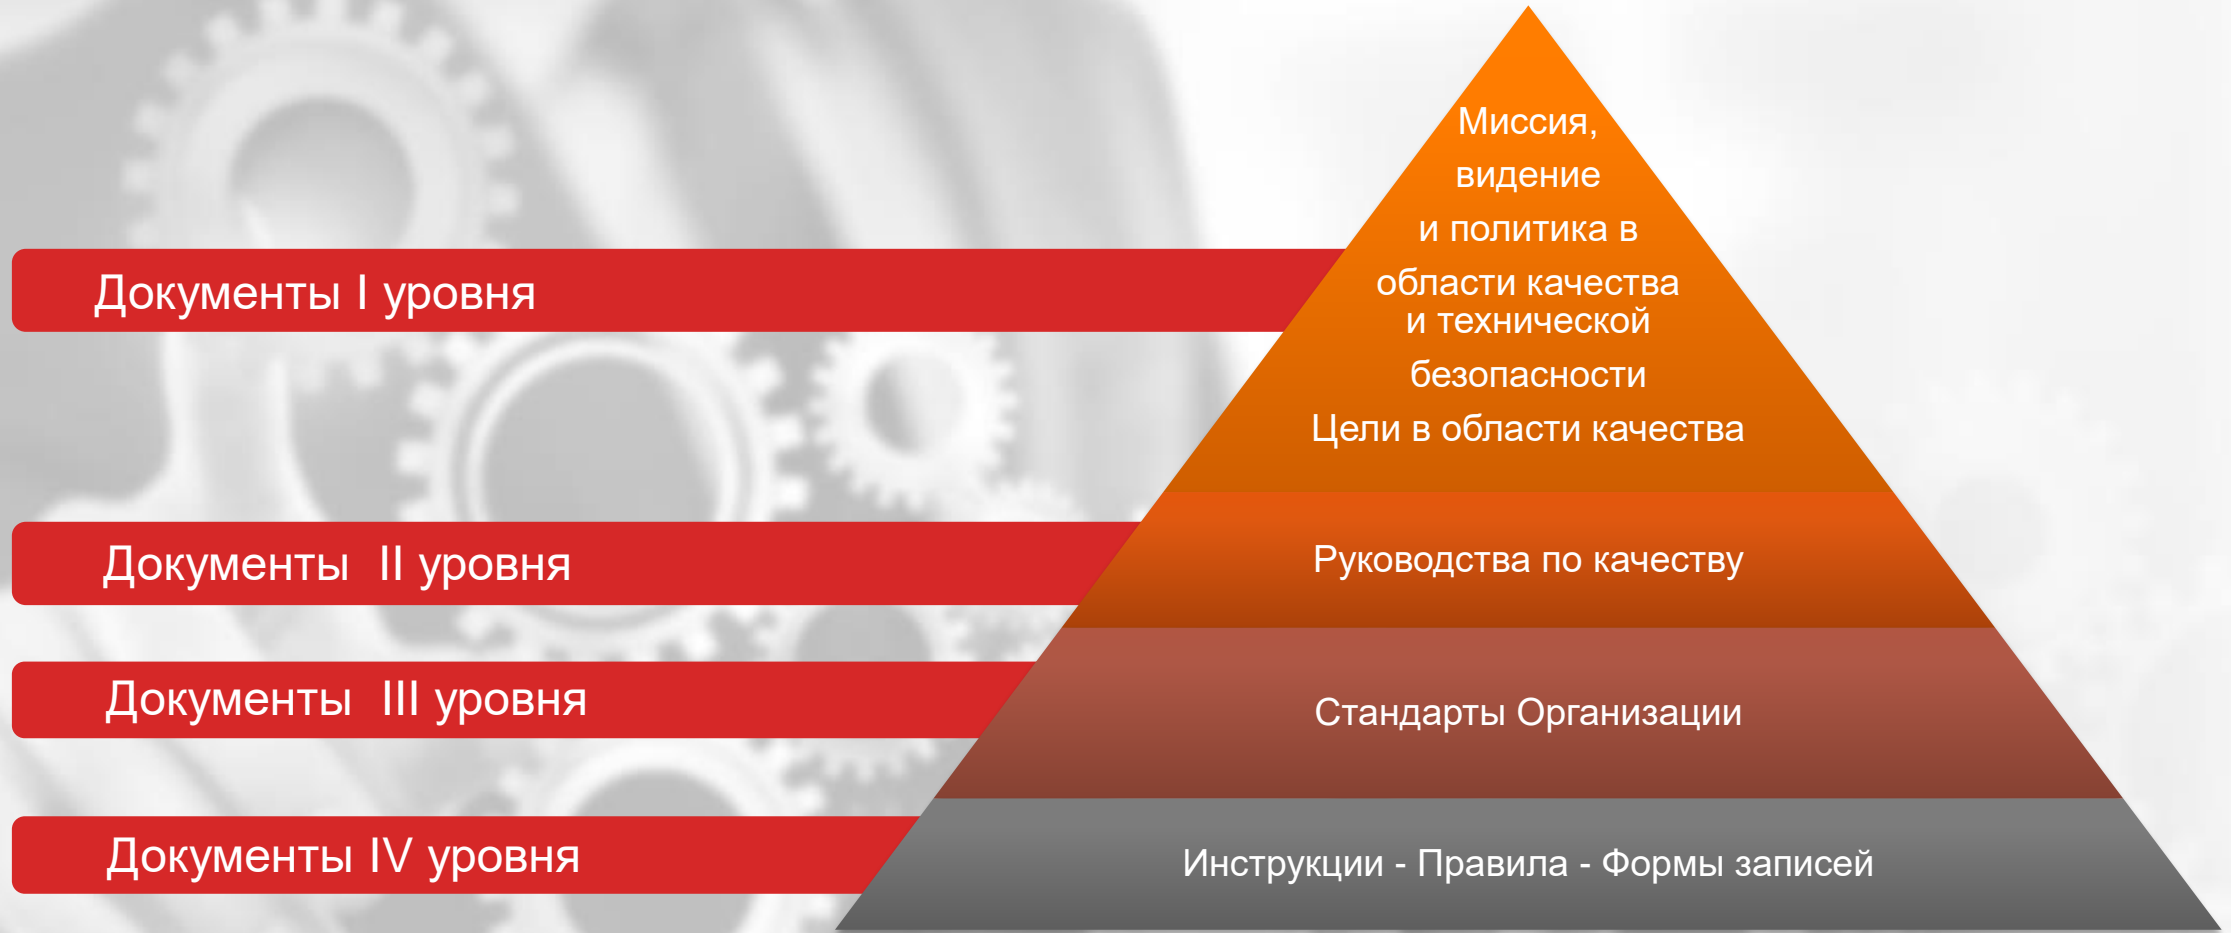 Миссия,
видение
и политика в
Документы I уровня
области качества
и технической
безопасности
Цели в области качества
Документы  II уровня
Руководства по качеству
Документы  III уровня
Стандарты Организации
Документы IV уровня
Инструкции - Правила - Формы записей